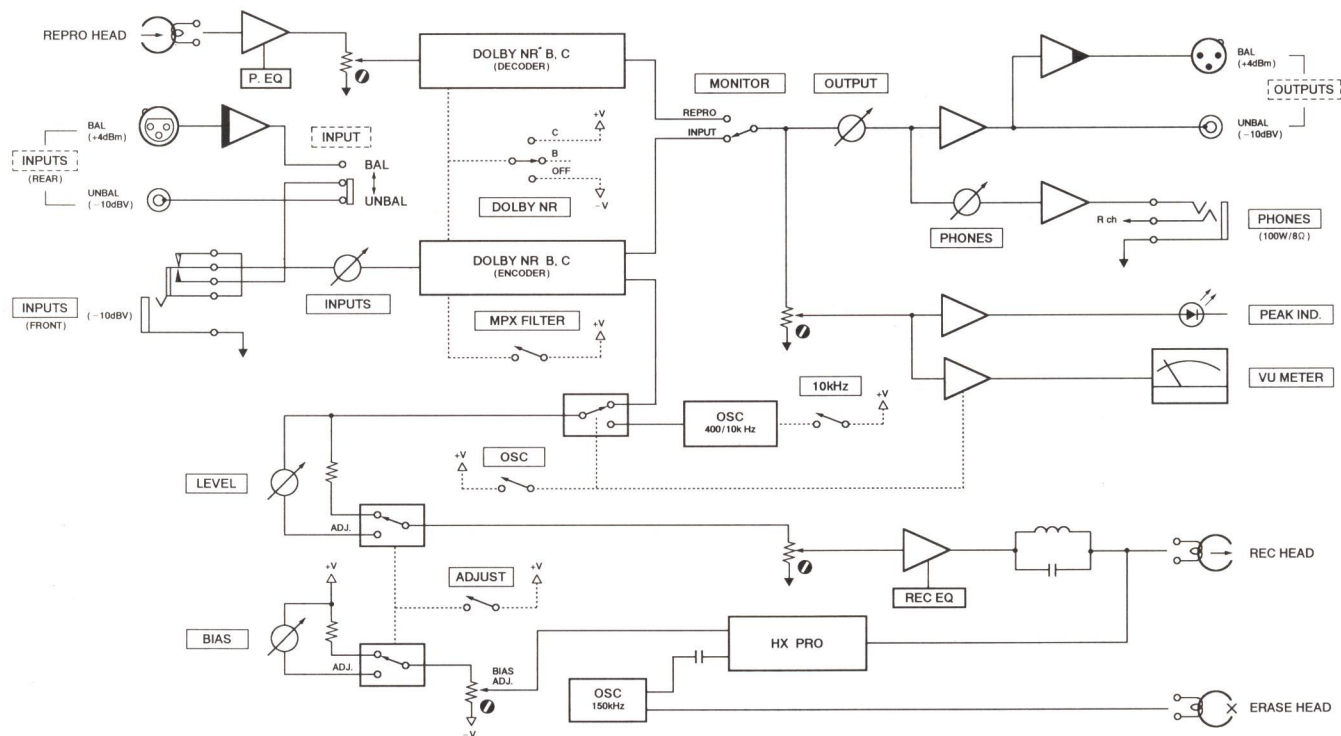 REPRO HEAD
P. EQ
DOLBY NR* B, C
(DECODER)
MONITOR
REPRO
INPUT
OUTPUT
BAL
(+4dBm)
OUTPUTS
UNBAL
(−10dBV)
BAL
(+4dBm)
INPUTS
(REAR)
UNBAL
(−10dBV)
INPUT
BAL
UNBAL
+V
C
B
OFF
−V
DOLBY NR
PHONES
R ch
PHONES
(100W/8Ω)
DOLBY NR B, C
(ENCODER)
INPUTS
INPUTS
(FRONT)
(−10dBV)
MPX FILTER
+V
PEAK IND.
VU METER
10kHz
+V
OSC
400/10k Hz
+V
OSC
LEVEL
ADJ.
ADJUST
+V
+V
BIAS
ADJ.
BIAS
ADJ.
−V
REC EQ
REC HEAD
HX PRO
OSC
150kHz
ERASE HEAD